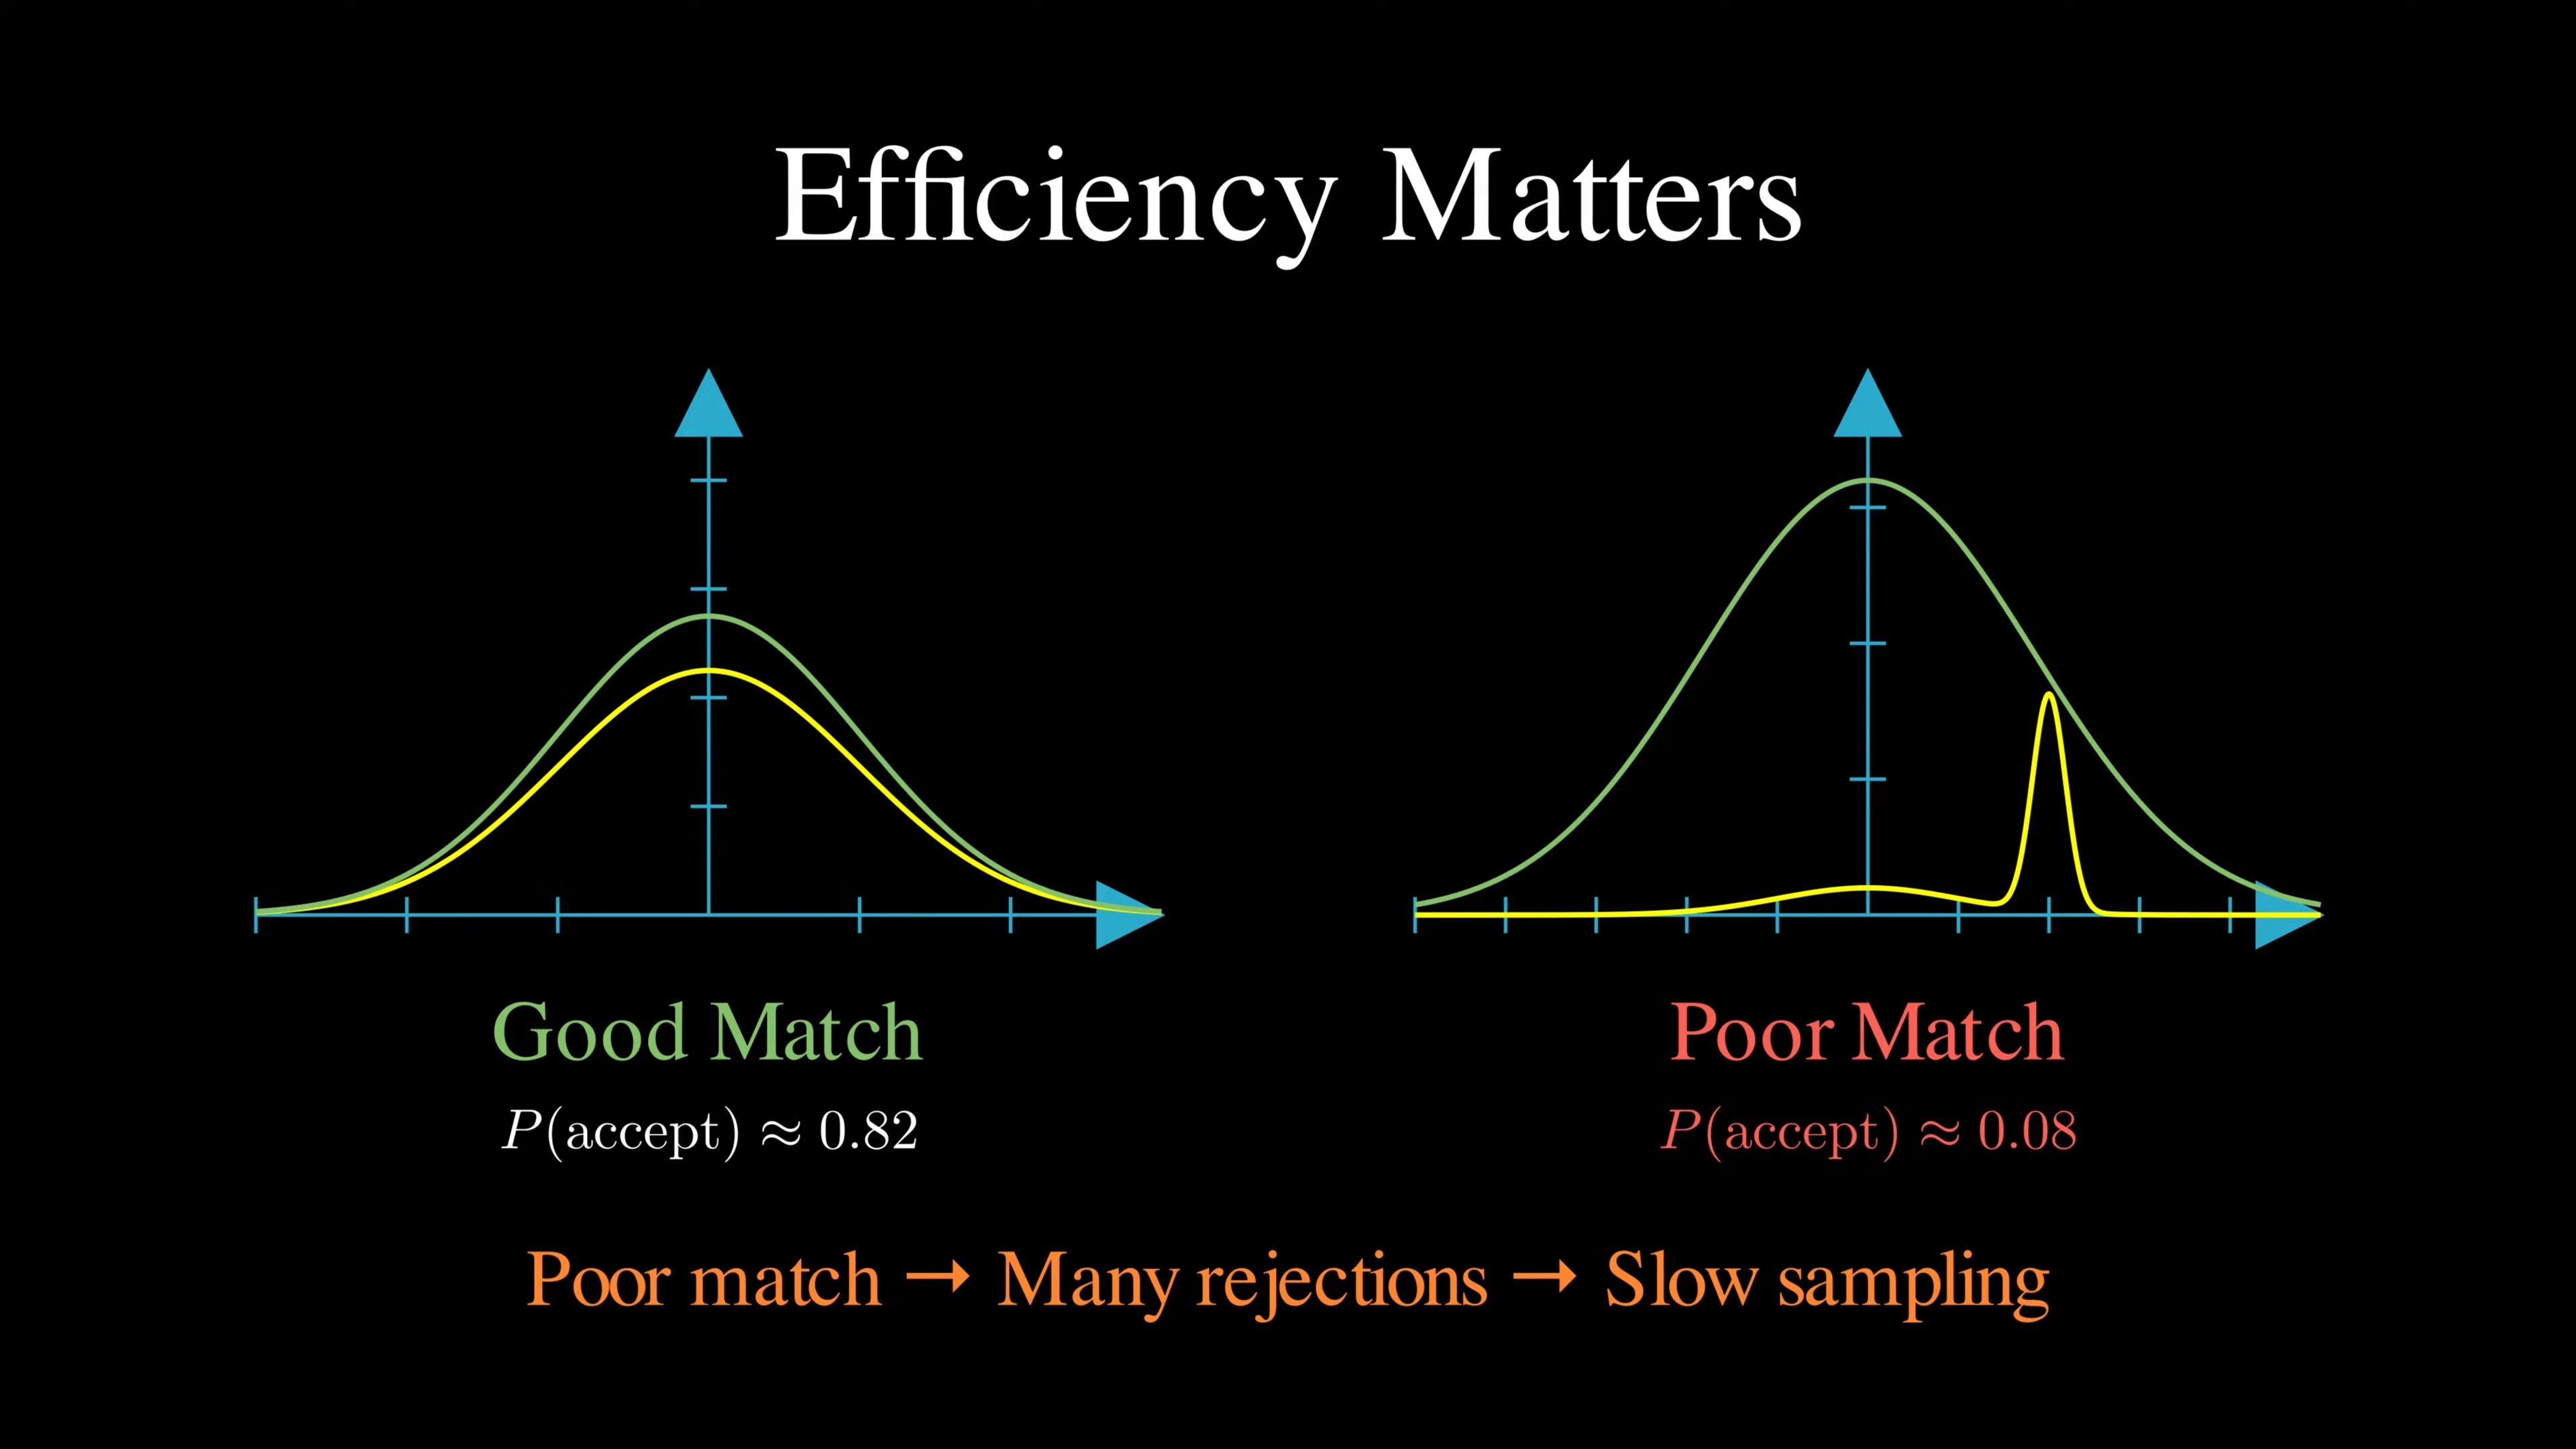 Efficiency Matters
Good Match
P(accept) ≈ 0.82
Poor Match
P(accept) ≈ 0.08
Poor match → Many rejections → Slow sampling